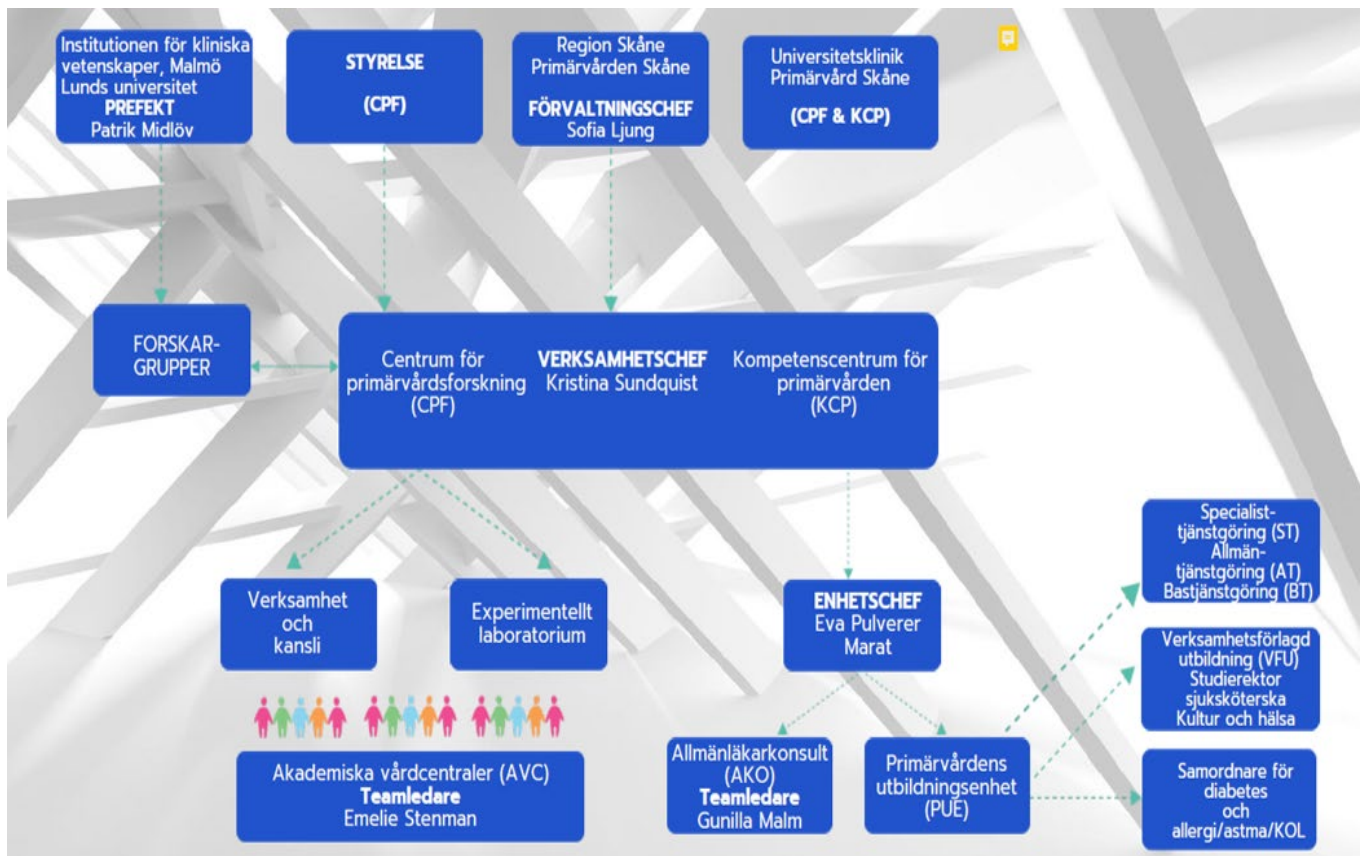 Institutionen för kliniska
vetenskaper, Malmö
Lunds universitet
PREFEKT
Patrik Midlöv
STYRELSE
(CPF)
Region Skåne
Primärvården Skåne
FÖRVALTNINGSCHEF
Sofia Ljung
Universitetsklinik
Primärvård Skåne
(CPF & KCP)
FORSKAR-
GRUPPER
Centrum för
primärvårdsforskning
(CPF)
VERKSAMHETSCHEF
Kristina Sundquist
Kompetenscentrum för
primärvården
(KCP)
Verksamhet
och
kansli
Experimentellt
laboratorium
ENHETSCHEF
Eva Pulverer
Marat
Specialist-
tjänstgöring (ST)
Allmän-
tjänstgöring (AT)
Bastjänstgöring (BT)
Verksamhetsförlagd
utbildning (VFU)
Studierektor
sjuksköterska
Kultur och hälsa
Akademiska vårdcentraler (AVC)
Teamledare
Emelie Stenman
Allmänläkarkonsult
(AKO)
Teamledare
Gunilla Malm
Primärvårdens
utbildningsenhet
(PUE)
Samordnare för
diabetes
och
allergi/astma/KOL